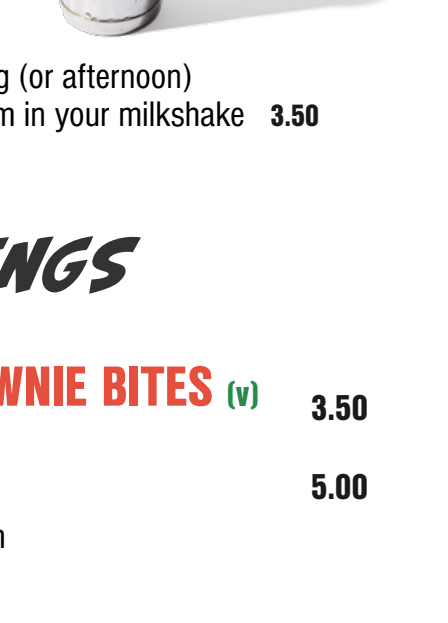 g (or afternoon)
m in your milkshake 3.50
NGS
WNIE BITES (v) 3.50
5.00